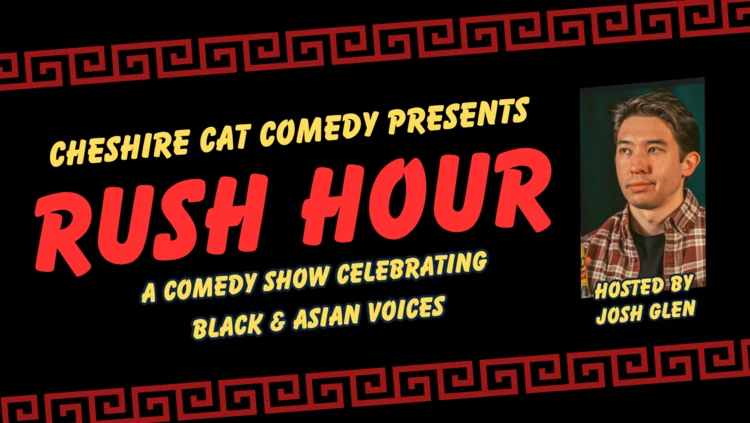 CHESHIRE CAT COMEDY PRESENTS
RUSH HOUR
A COMEDY SHOW CELEBRATING
BLACK & ASIAN VOICES
HOSTED BY
JOSH GLEN